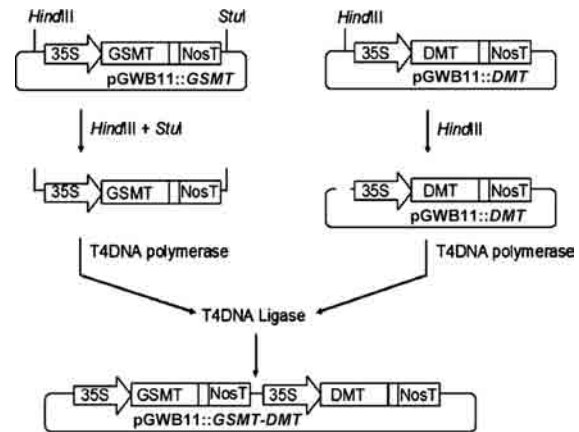 HindIII StuI HindIII
35S GSMT NosT 35S DMT NosT
pGWB11::GSMT pGWB11::DMT
HindIII + StuI HindIII
35S GSMT NosT 35S DMT NosT
pGWB11::DMT
T4DNA polymerase T4DNA polymerase
T4DNA Ligase
35S GSMT NosT 35S DMT NosT
pGWB11::GSMT-DMT